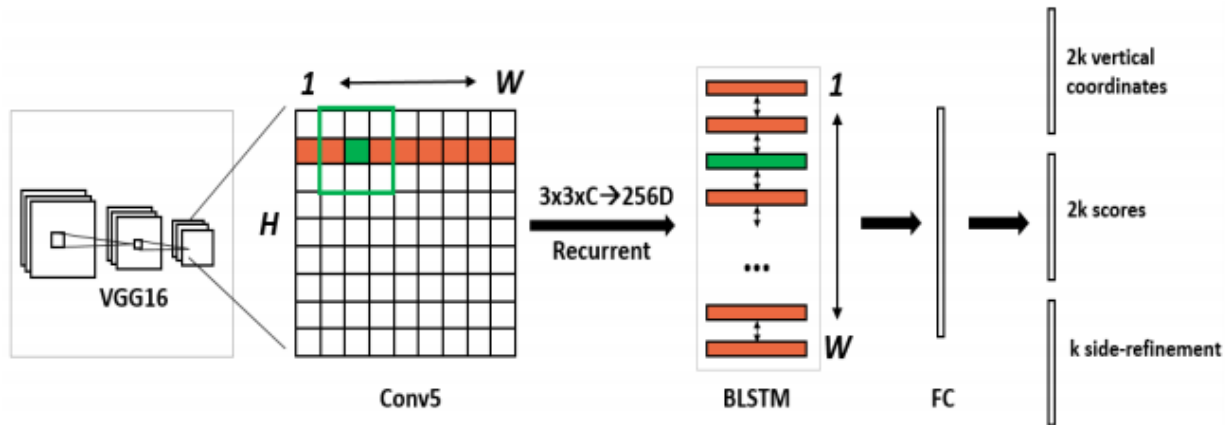 VGG16
1
W
H
Conv5
3x3xC→256D
Recurrent
1
...
W
BLSTM
FC
2k vertical
coordinates
2k scores
k side-refinement